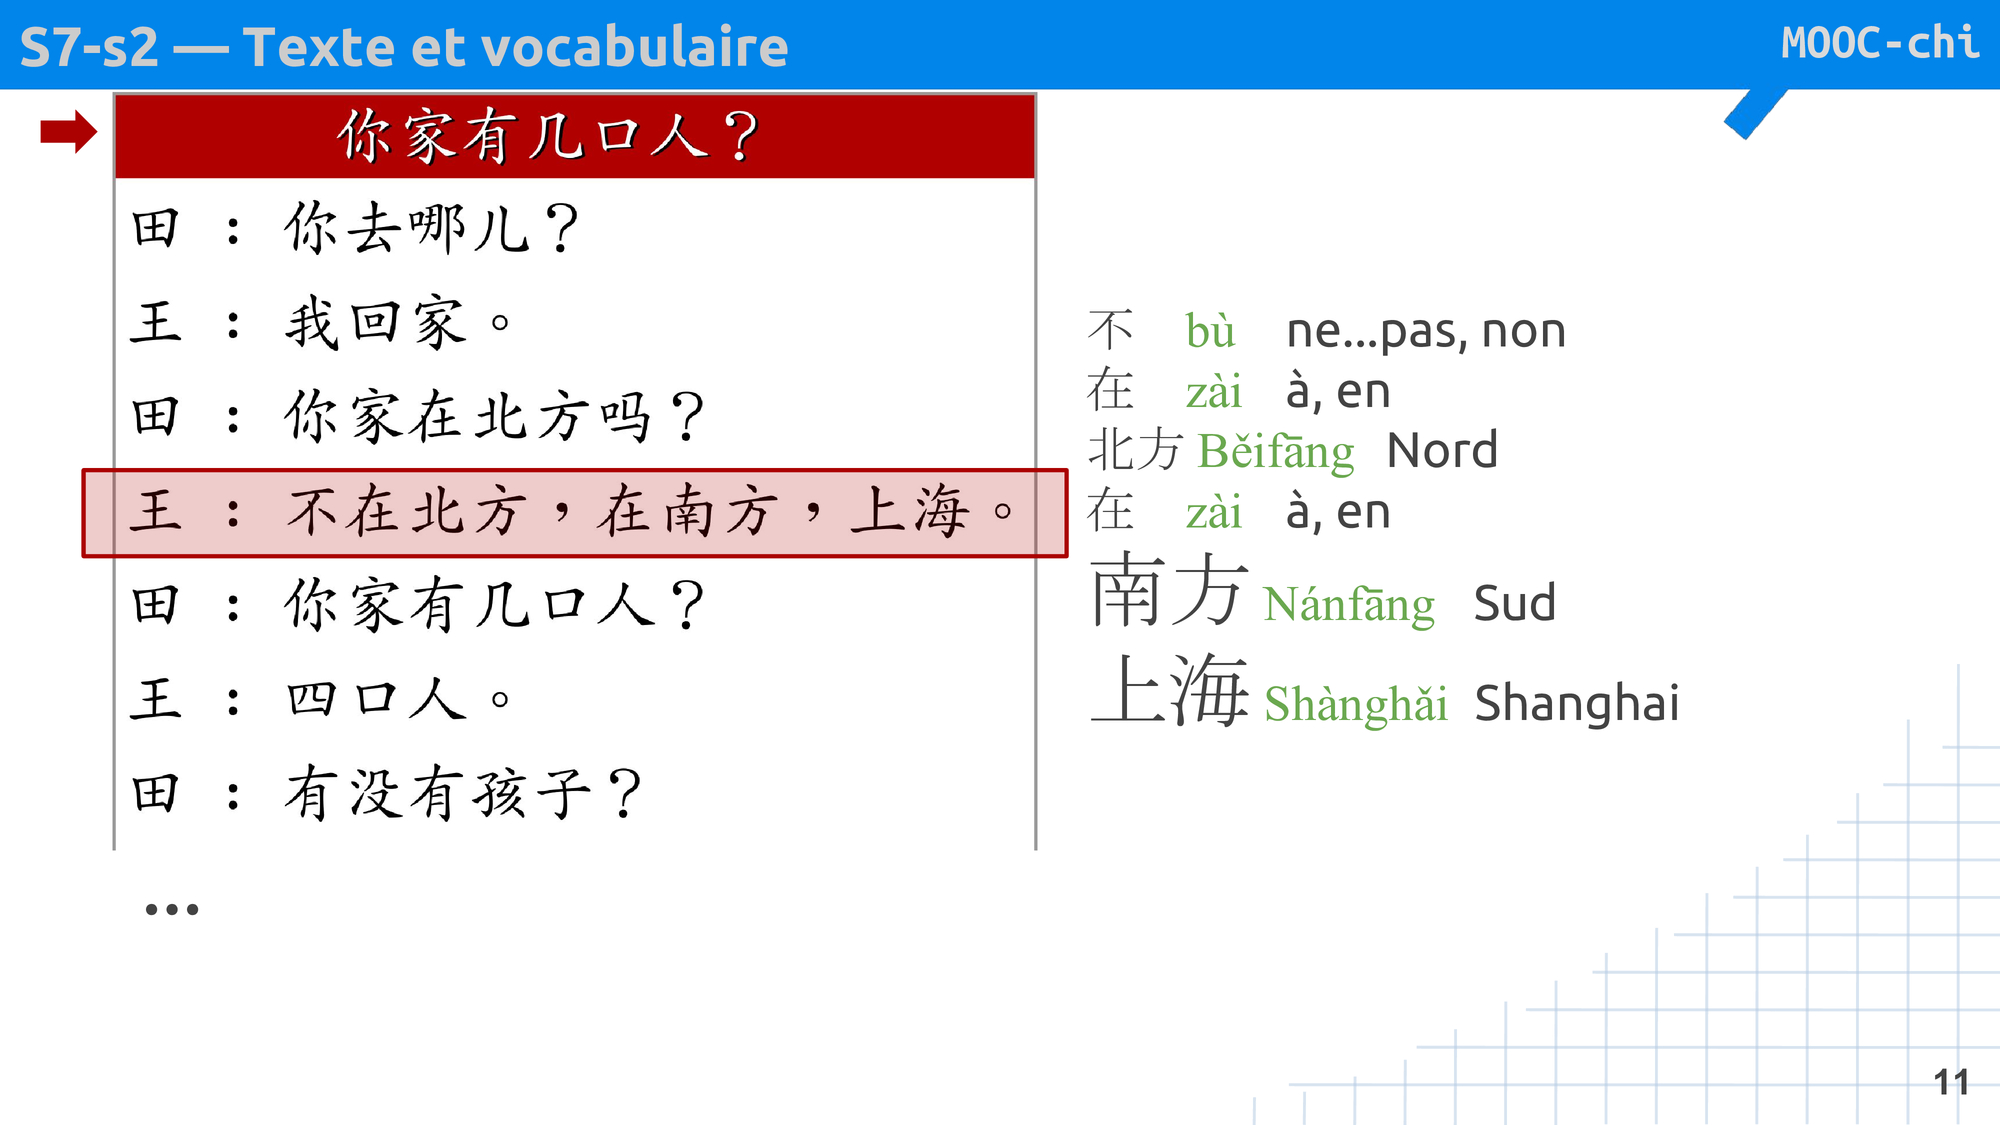 S7-s2 — Texte et vocabulaire
MOOC-chi
你家有几口人？
田 : 你去哪儿？
王 : 我回家。
田 : 你家在北方吗？
王 : 不在北方，在南方，上海。
田 : 你家有几口人？
王 : 四口人。
田 : 有没有孩子？
...
不 bù ne...pas, non
在 zài à, en
北方 Běifāng Nord
在 zài à, en
南方 Nánfāng Sud
上海 Shànghǎi Shanghai
11